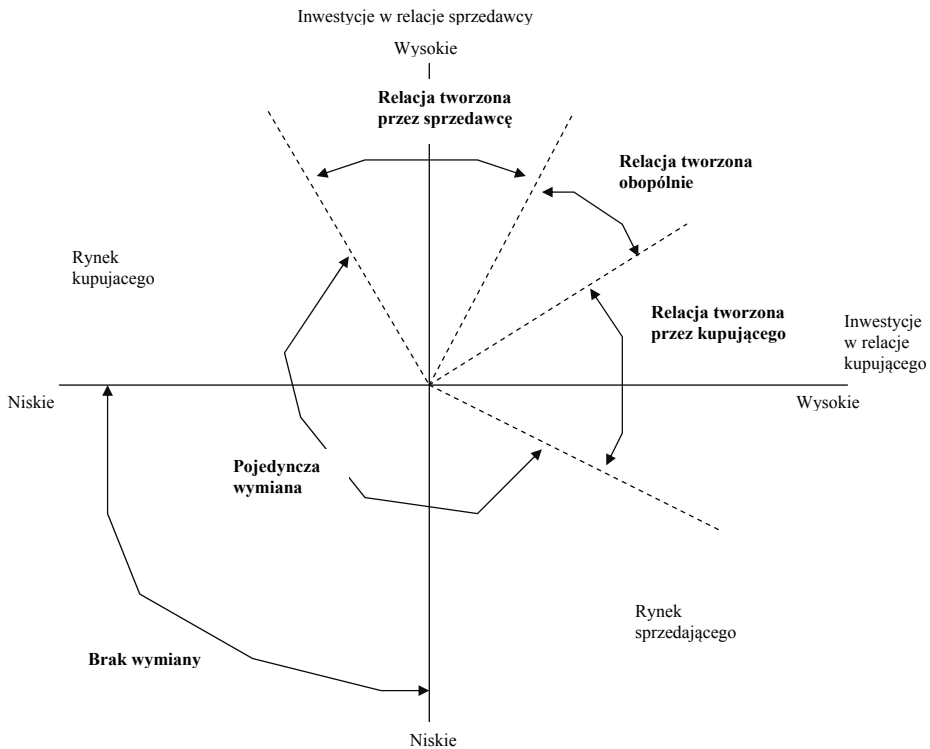 Inwestycje w relacje sprzedawcy
Wysokie
Relacja tworzona
przez sprzedawcę
Relacja tworzona
obopólnie
Rynek
kupujacego
Relacja tworzona
przez kupującego
Inwestycje
w relacje
kupującego
Niskie
Wysokie
Pojedyncza
wymiana
Rynek
sprzedającego
Brak wymiany
Niskie